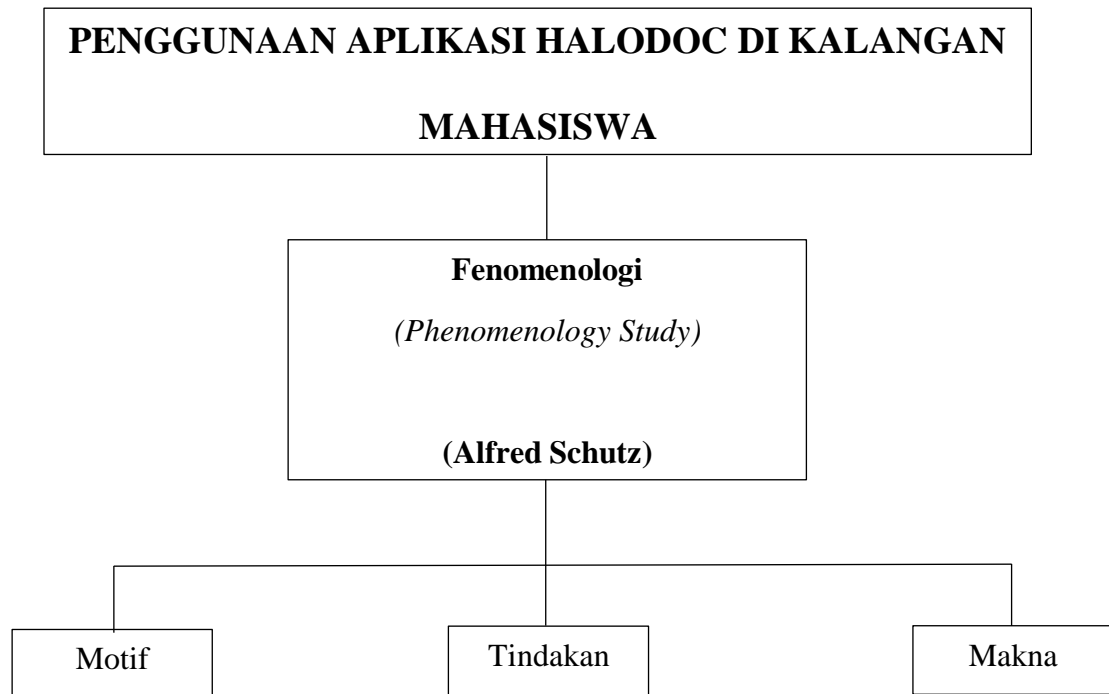 PENGGUNAAN APLIKASI HALODOC DI KALANGAN
MAHASISWA
Fenomenologi
(Phenomenology Study)
(Alfred Schutz)
Motif
Tindakan
Makna